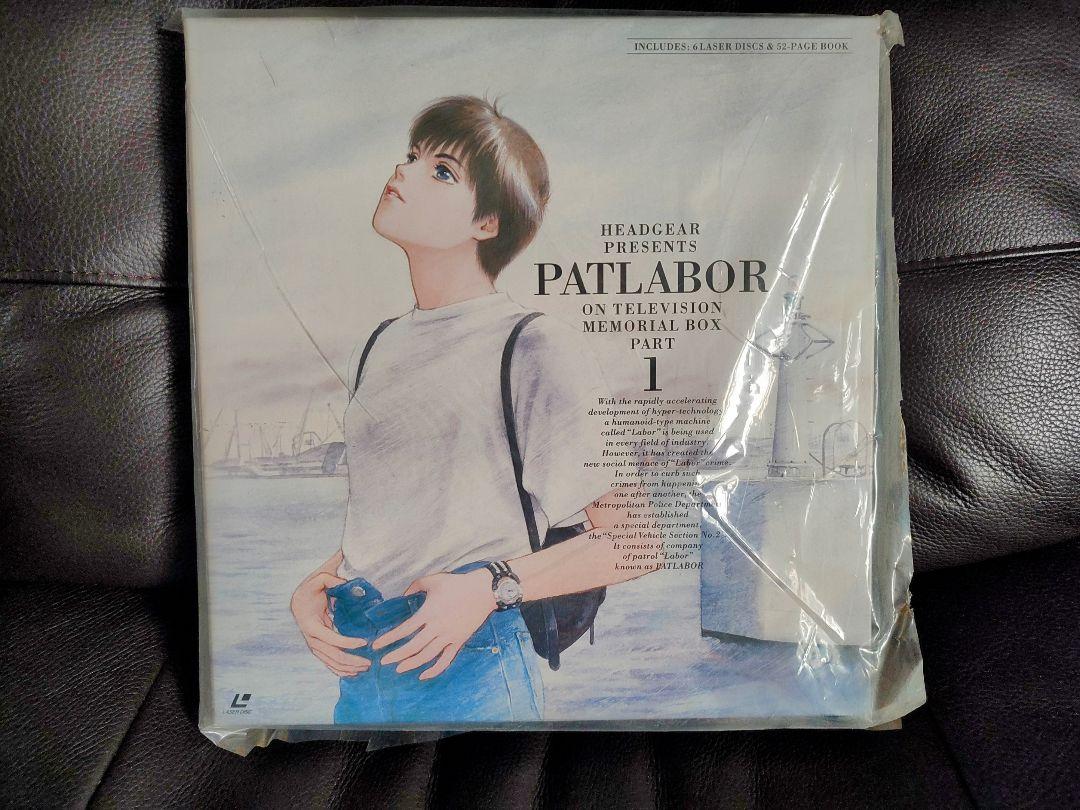 INCLUDES: 6 LASER DISCS & 52-PAGE BOOK
HEADGEAR
PRESENTS
PATLABOR
ON TELEVISION
MEMORIAL BOX
PART
1
With the rapidly accelerating
development of hyper-technology
a humanoid-type machine
called "Labor" is being used
in every field of industry.
However, it has created the
new social menace of "Labor" crime.
In order to curb such
crimes from happening
one after another, the
Metropolitan Police Department
has established
a special department,
the "Special Vehicle Section No.2
It consists of company
of patrol "Labor"
known as PATLABOR
LASER DISC